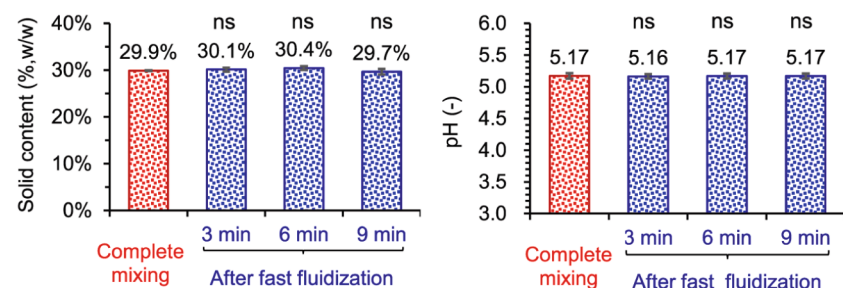 ns ns ns
29.9% 30.1% 30.4% 29.7%
Solid content (%,w/w)
40%
30%
20%
10%
0%
3 min 6 min 9 min
Complete
mixing
After fast fluidization
ns ns ns
5.17 5.16 5.17 5.17
pH (-)
6.0
5.5
5.0
4.5
4.0
3.5
3.0
3 min 6 min 9 min
Complete
mixing
After fast fluidization